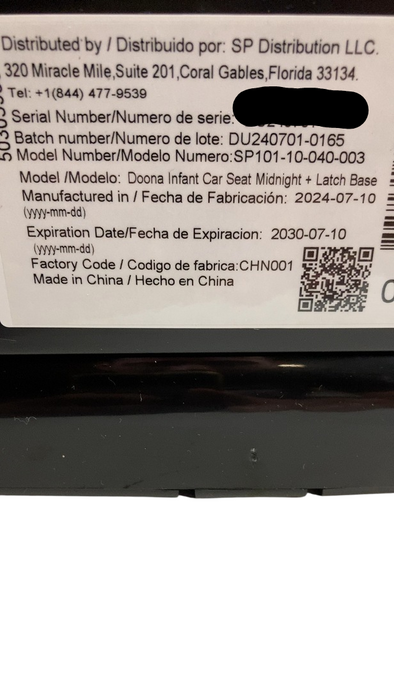 Distributed by / Distribuido por: SP Distribution LLC.
320 Miracle Mile,Suite 201,Coral Gables,Florida 33134.
Tel: +1(844) 477-9539
Serial Number/Numero de serie:
Batch number/Numero de lote: DU240701-0165
Model Number/Modelo Numero:SP101-10-040-003
Model /Modelo: Doona Infant Car Seat Midnight + Latch Base
Manufactured in / Fecha de Fabricación: 2024-07-10
(yyyy-mm-dd)
Expiration Date/Fecha de Expiracion: 2030-07-10
(yyyy-mm-dd)
Factory Code / Codigo de fabrica:CHN001
Made in China / Hecho en China